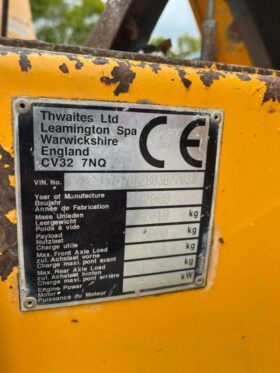 Thwaites Ltd
Leamington Spa
Warwickshire
England
CV32 7NQ
CE
VIN. No.
Year of Manufacture
Baujahr
Année de Fabrication
Mass Unladen
Leergewicht kg
Poids à vide
Payload
Nutzlast kg
Charge utile
Max. Front Axle Load
zul. Achslast vorne kg
Charge maxi. pont avant
Max. Rear Axle Load
zul. Achslast hinten kg
Charge maxi. pont arrière
Engine Power
Motor kW
Puissance du Moteur